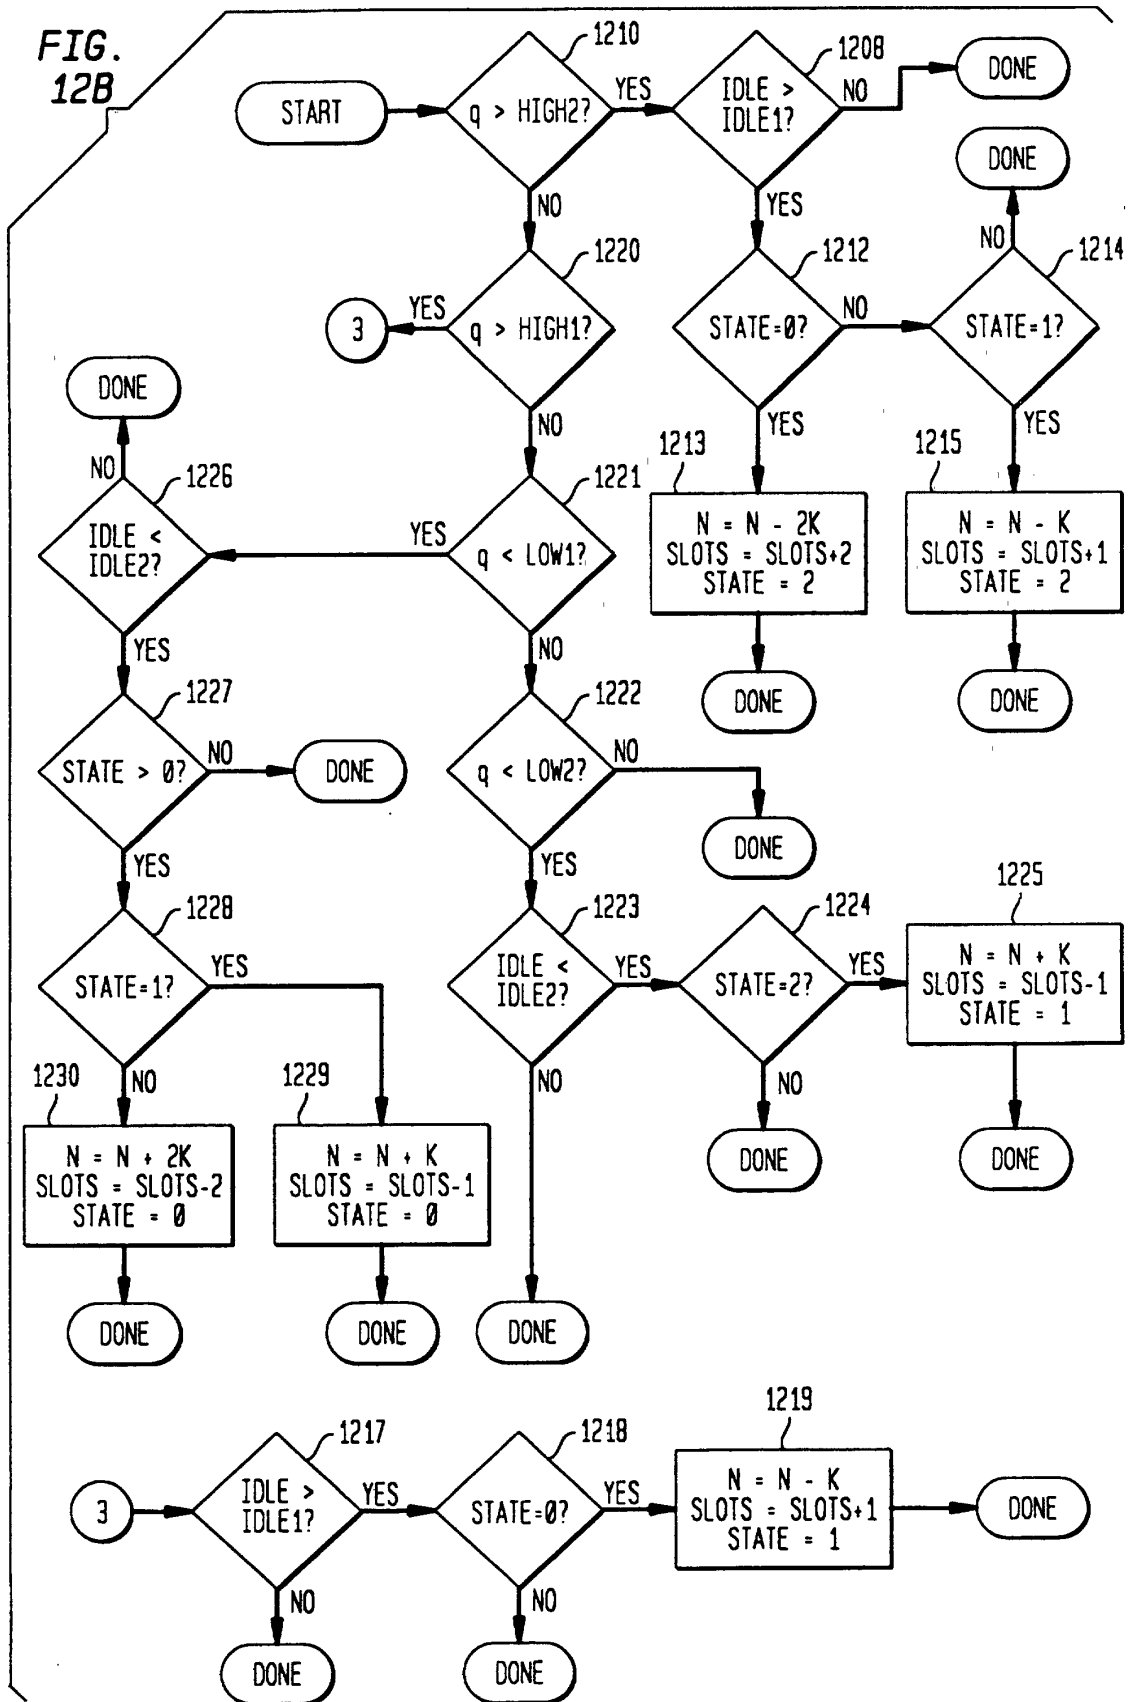 FIG.
12B
START
1210
q > HIGH2?
YES
NO
1208
IDLE >
IDLE1?
NO
YES
DONE
DONE
1220
q > HIGH1?
YES
NO
3
1212
STATE=0?
NO
YES
1214
STATE=1?
NO
YES
DONE
NO
1226
IDLE <
IDLE2?
YES
1221
q < LOW1?
YES
NO
1213
N = N - 2K
SLOTS = SLOTS+2
STATE = 2
DONE
1215
N = N - K
SLOTS = SLOTS+1
STATE = 2
DONE
1227
STATE > 0?
NO
YES
DONE
1222
q < LOW2?
NO
YES
DONE
1228
STATE=1?
YES
NO
1223
IDLE <
IDLE2?
YES
NO
1224
STATE=2?
YES
NO
1225
N = N + K
SLOTS = SLOTS-1
STATE = 1
DONE
DONE
1230
N = N + 2K
SLOTS = SLOTS-2
STATE = 0
DONE
1229
N = N + K
SLOTS = SLOTS-1
STATE = 0
DONE
DONE
3
1217
IDLE >
IDLE1?
YES
NO
DONE
1218
STATE=0?
YES
NO
DONE
1219
N = N - K
SLOTS = SLOTS+1
STATE = 1
DONE